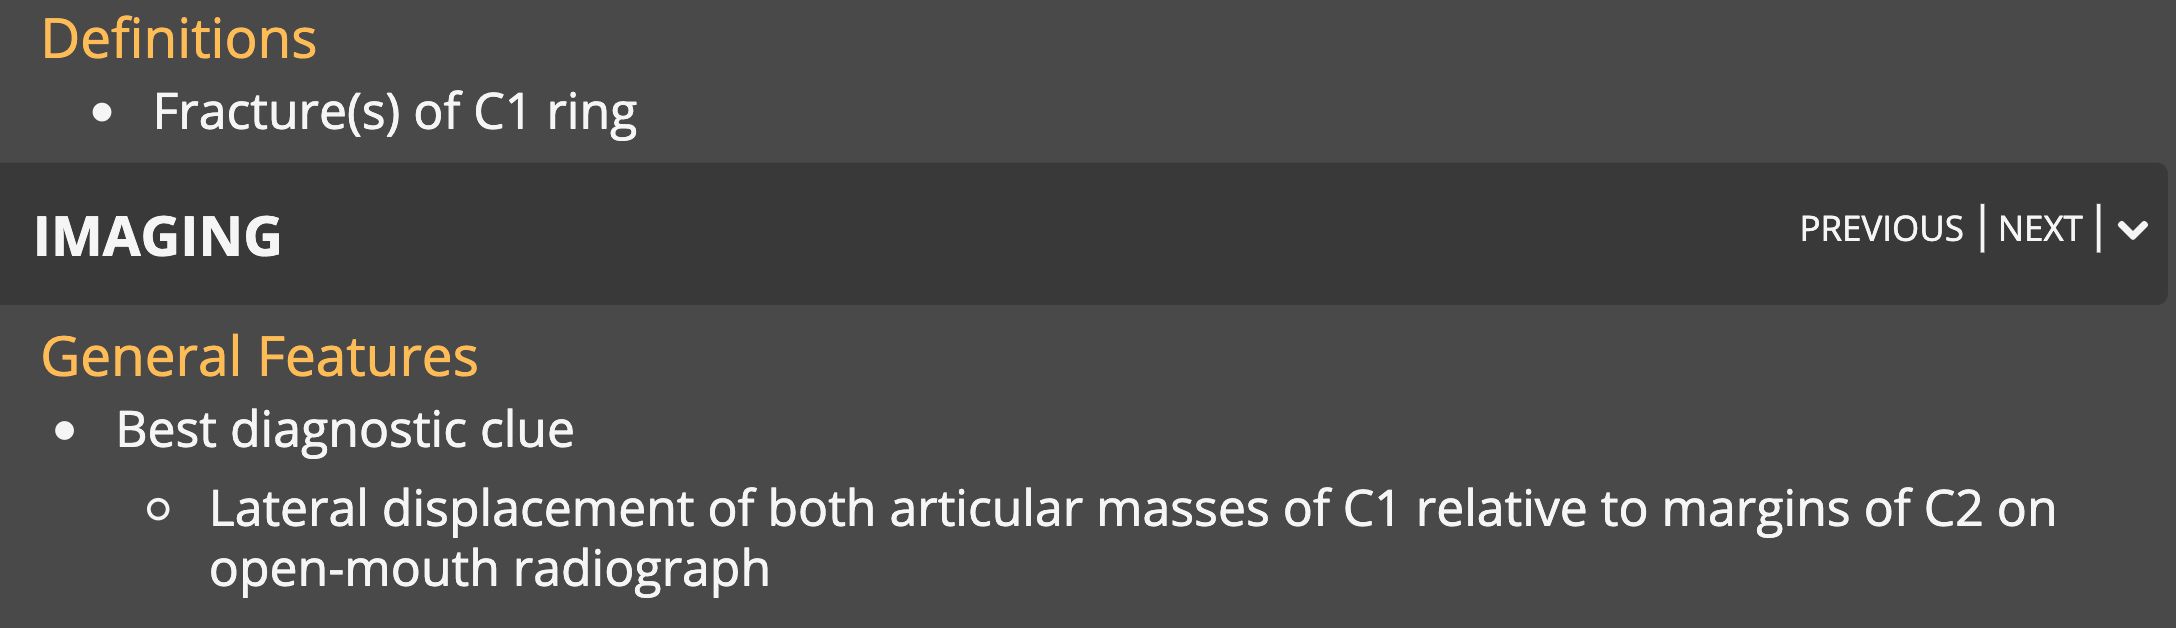 Definitions
• Fracture(s) of C1 ring
IMAGING
PREVIOUS | NEXT |
General Features
• Best diagnostic clue
○ Lateral displacement of both articular masses of C1 relative to margins of C2 on
open-mouth radiograph